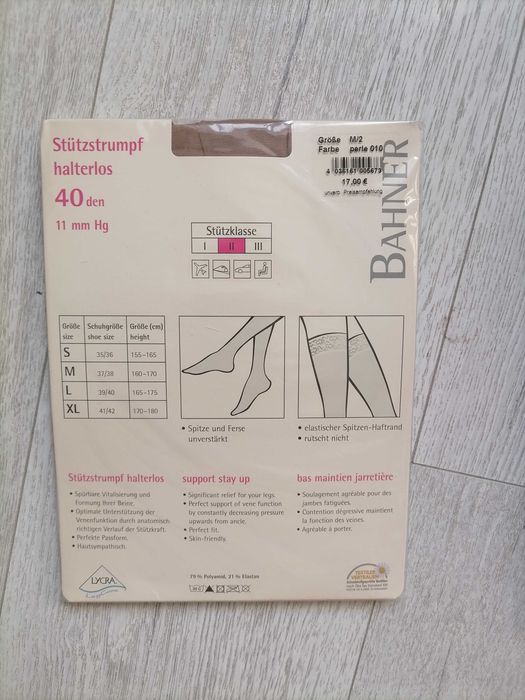 Stützstrumpf
halterlos
40 den
11 mm Hg
Größe M/2
Farbe perle 010
4 036161 005673
17,00 €
unverb. Preisempfehlung
BAHNER
Stützklasse
I II III
Größe size Schuhgröße shoe size Größe (cm) height
S 35/36 155–165
M 37/38 160–170
L 39/40 165–175
XL 41/42 170–180
• Spitze und Ferse
verstärkt
• elastischer Spitzen-Haftrand
• rutscht nicht
Stützstrumpf halterlos
• Spürbare Vitalisierung und
Formung Ihrer Beine.
• Optimale Unterstützung der
Venenfunktion durch anatomisch
richtigen Verlauf der Stützkraft.
• Perfekte Passform.
• Hautsympathisch.
support stay up
• Significant relief for your legs.
• Perfect support of vene function
by constantly decreasing pressure
upwards from ancle.
• Perfect fit.
• Skin-friendly.
bas maintien jarretière
• Soulagement agréable pour des
jambes fatiguées.
• Contention dégressive maintient
la function des veines.
• Agréable à porter.
LYCRA
79 % Polyamid, 21 % Elastan
TEXTILES
VERTRAUEN